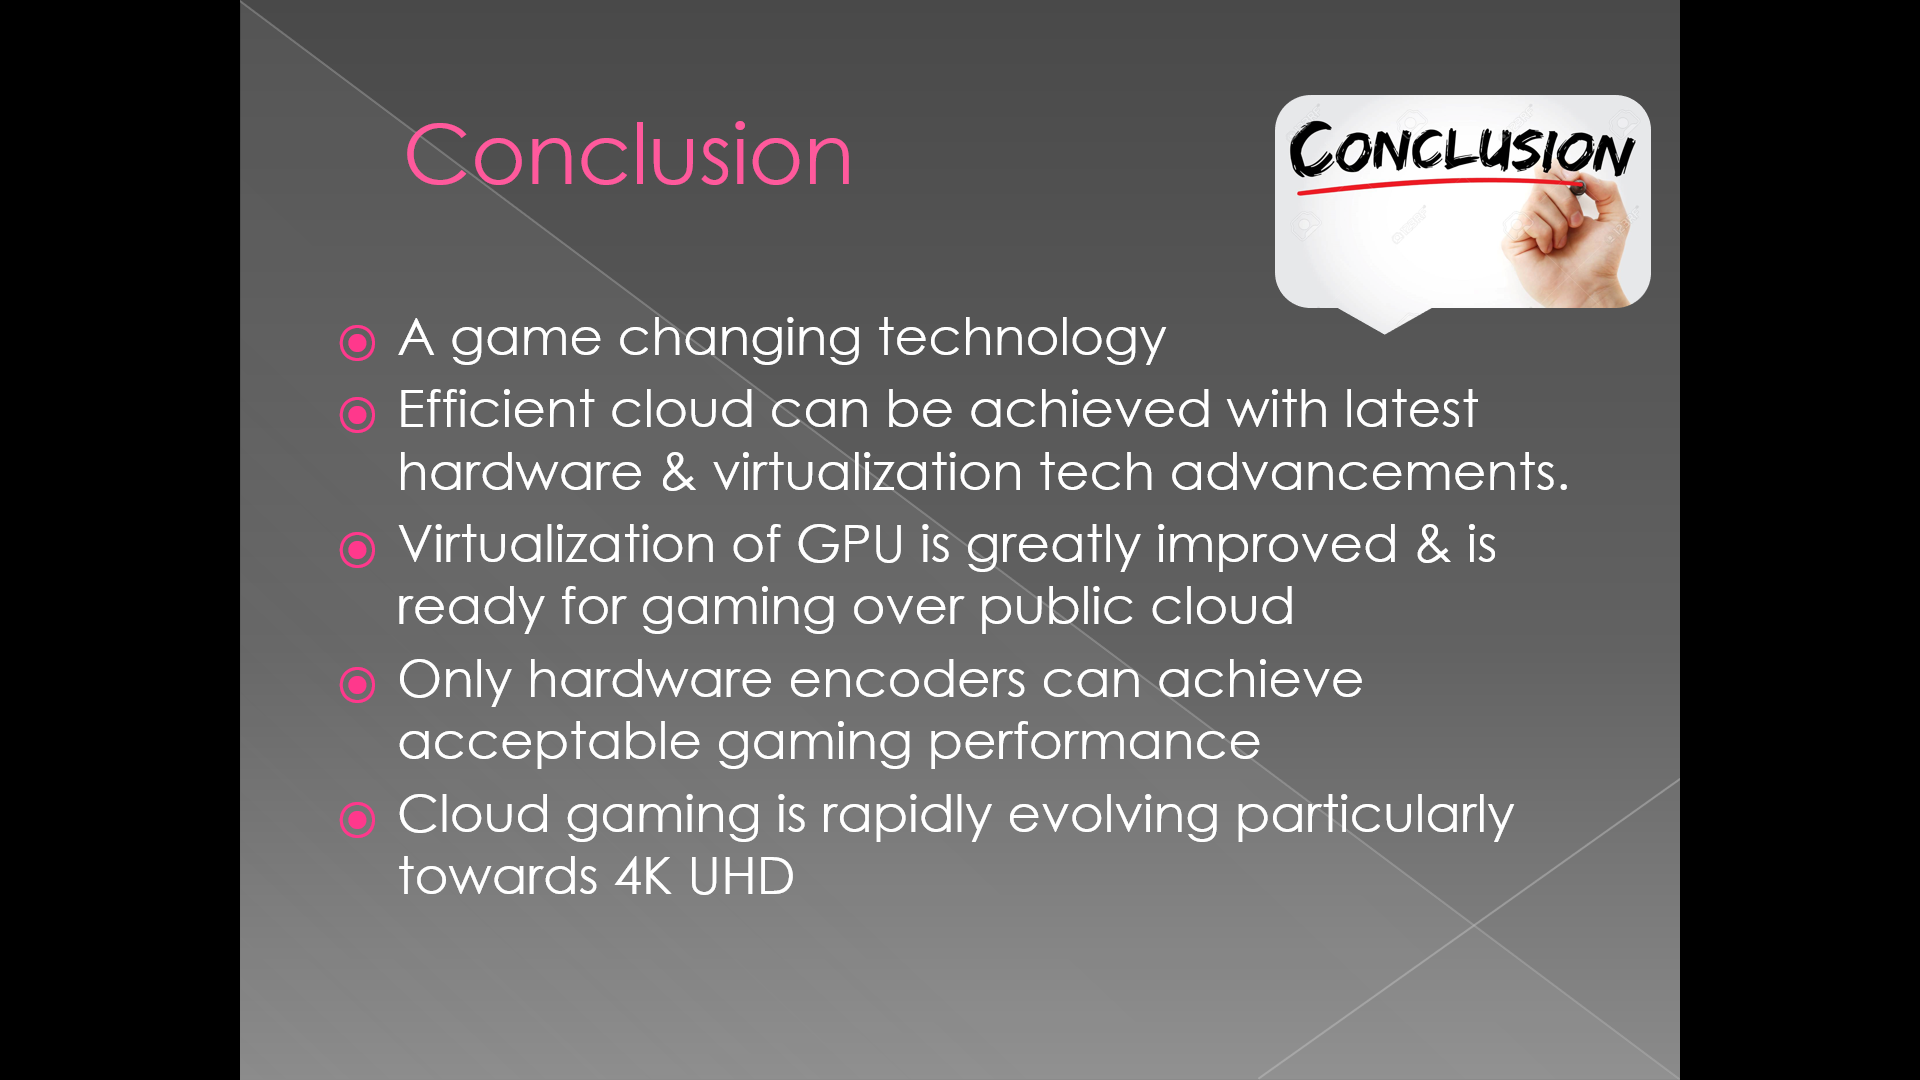 Conclusion
CONCLUSION
A game changing technology
Efficient cloud can be achieved with latest
hardware & virtualization tech advancements.
Virtualization of GPU is greatly improved & is
ready for gaming over public cloud
Only hardware encoders can achieve
acceptable gaming performance
Cloud gaming is rapidly evolving particularly
towards 4K UHD